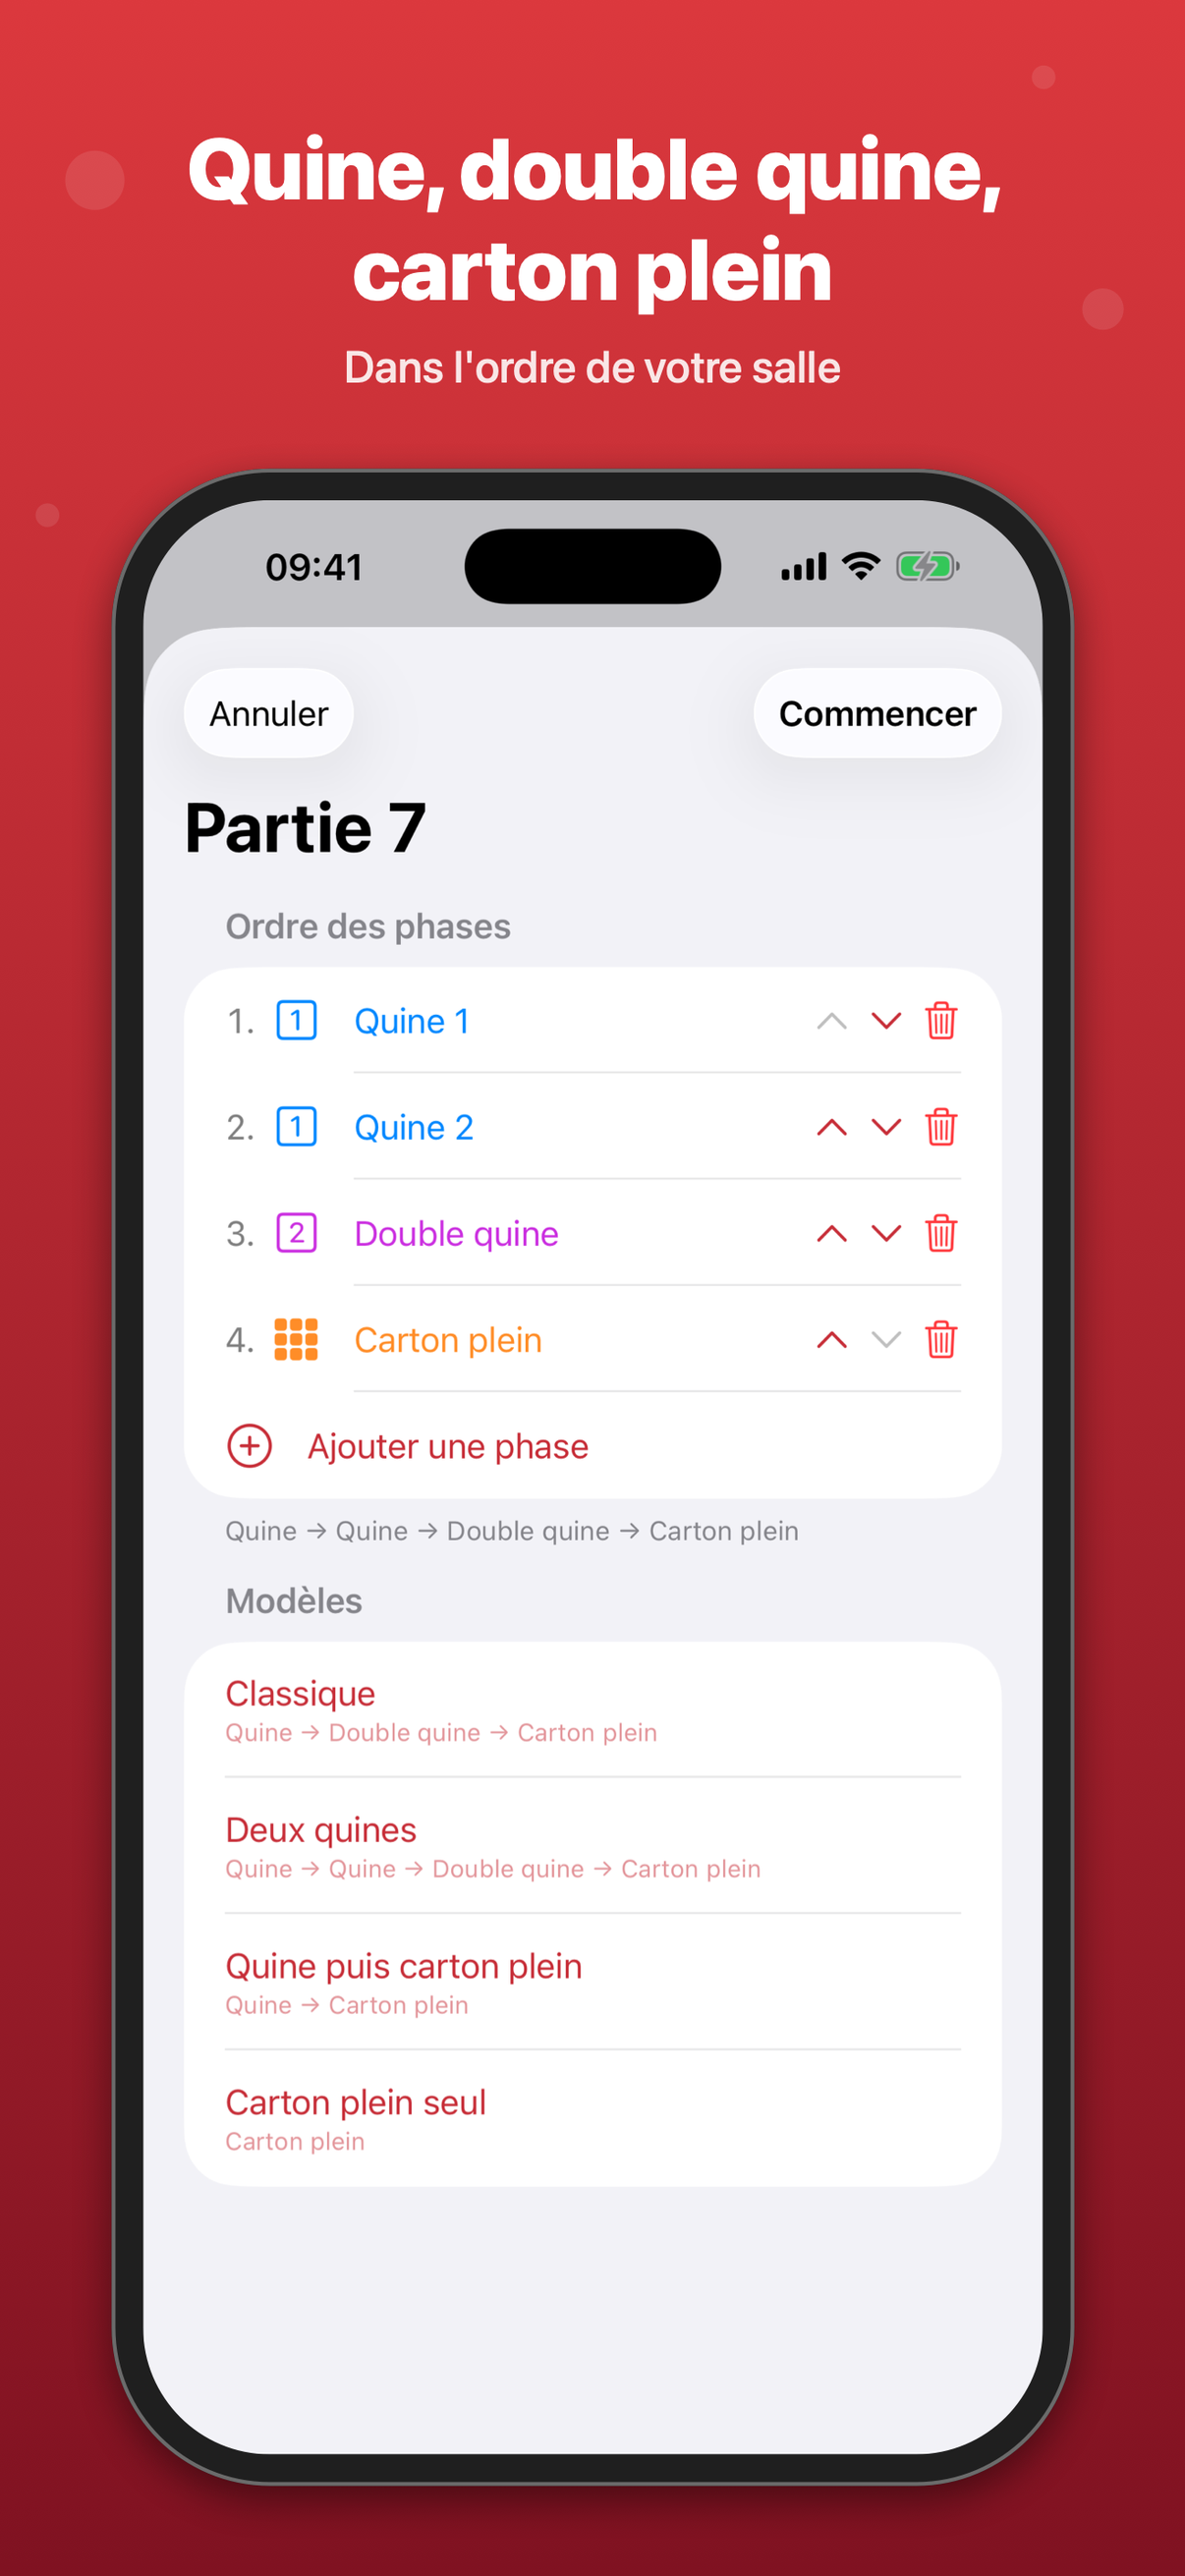 Quine, double quine,
carton plein
Dans l'ordre de votre salle
09:41
Annuler
Commencer
Partie 7
Ordre des phases
1. 1 Quine 1
2. 1 Quine 2
3. 2 Double quine
4. Carton plein
Ajouter une phase
Quine → Quine → Double quine → Carton plein
Modèles
Classique
Quine → Double quine → Carton plein
Deux quines
Quine → Quine → Double quine → Carton plein
Quine puis carton plein
Quine → Carton plein
Carton plein seul
Carton plein